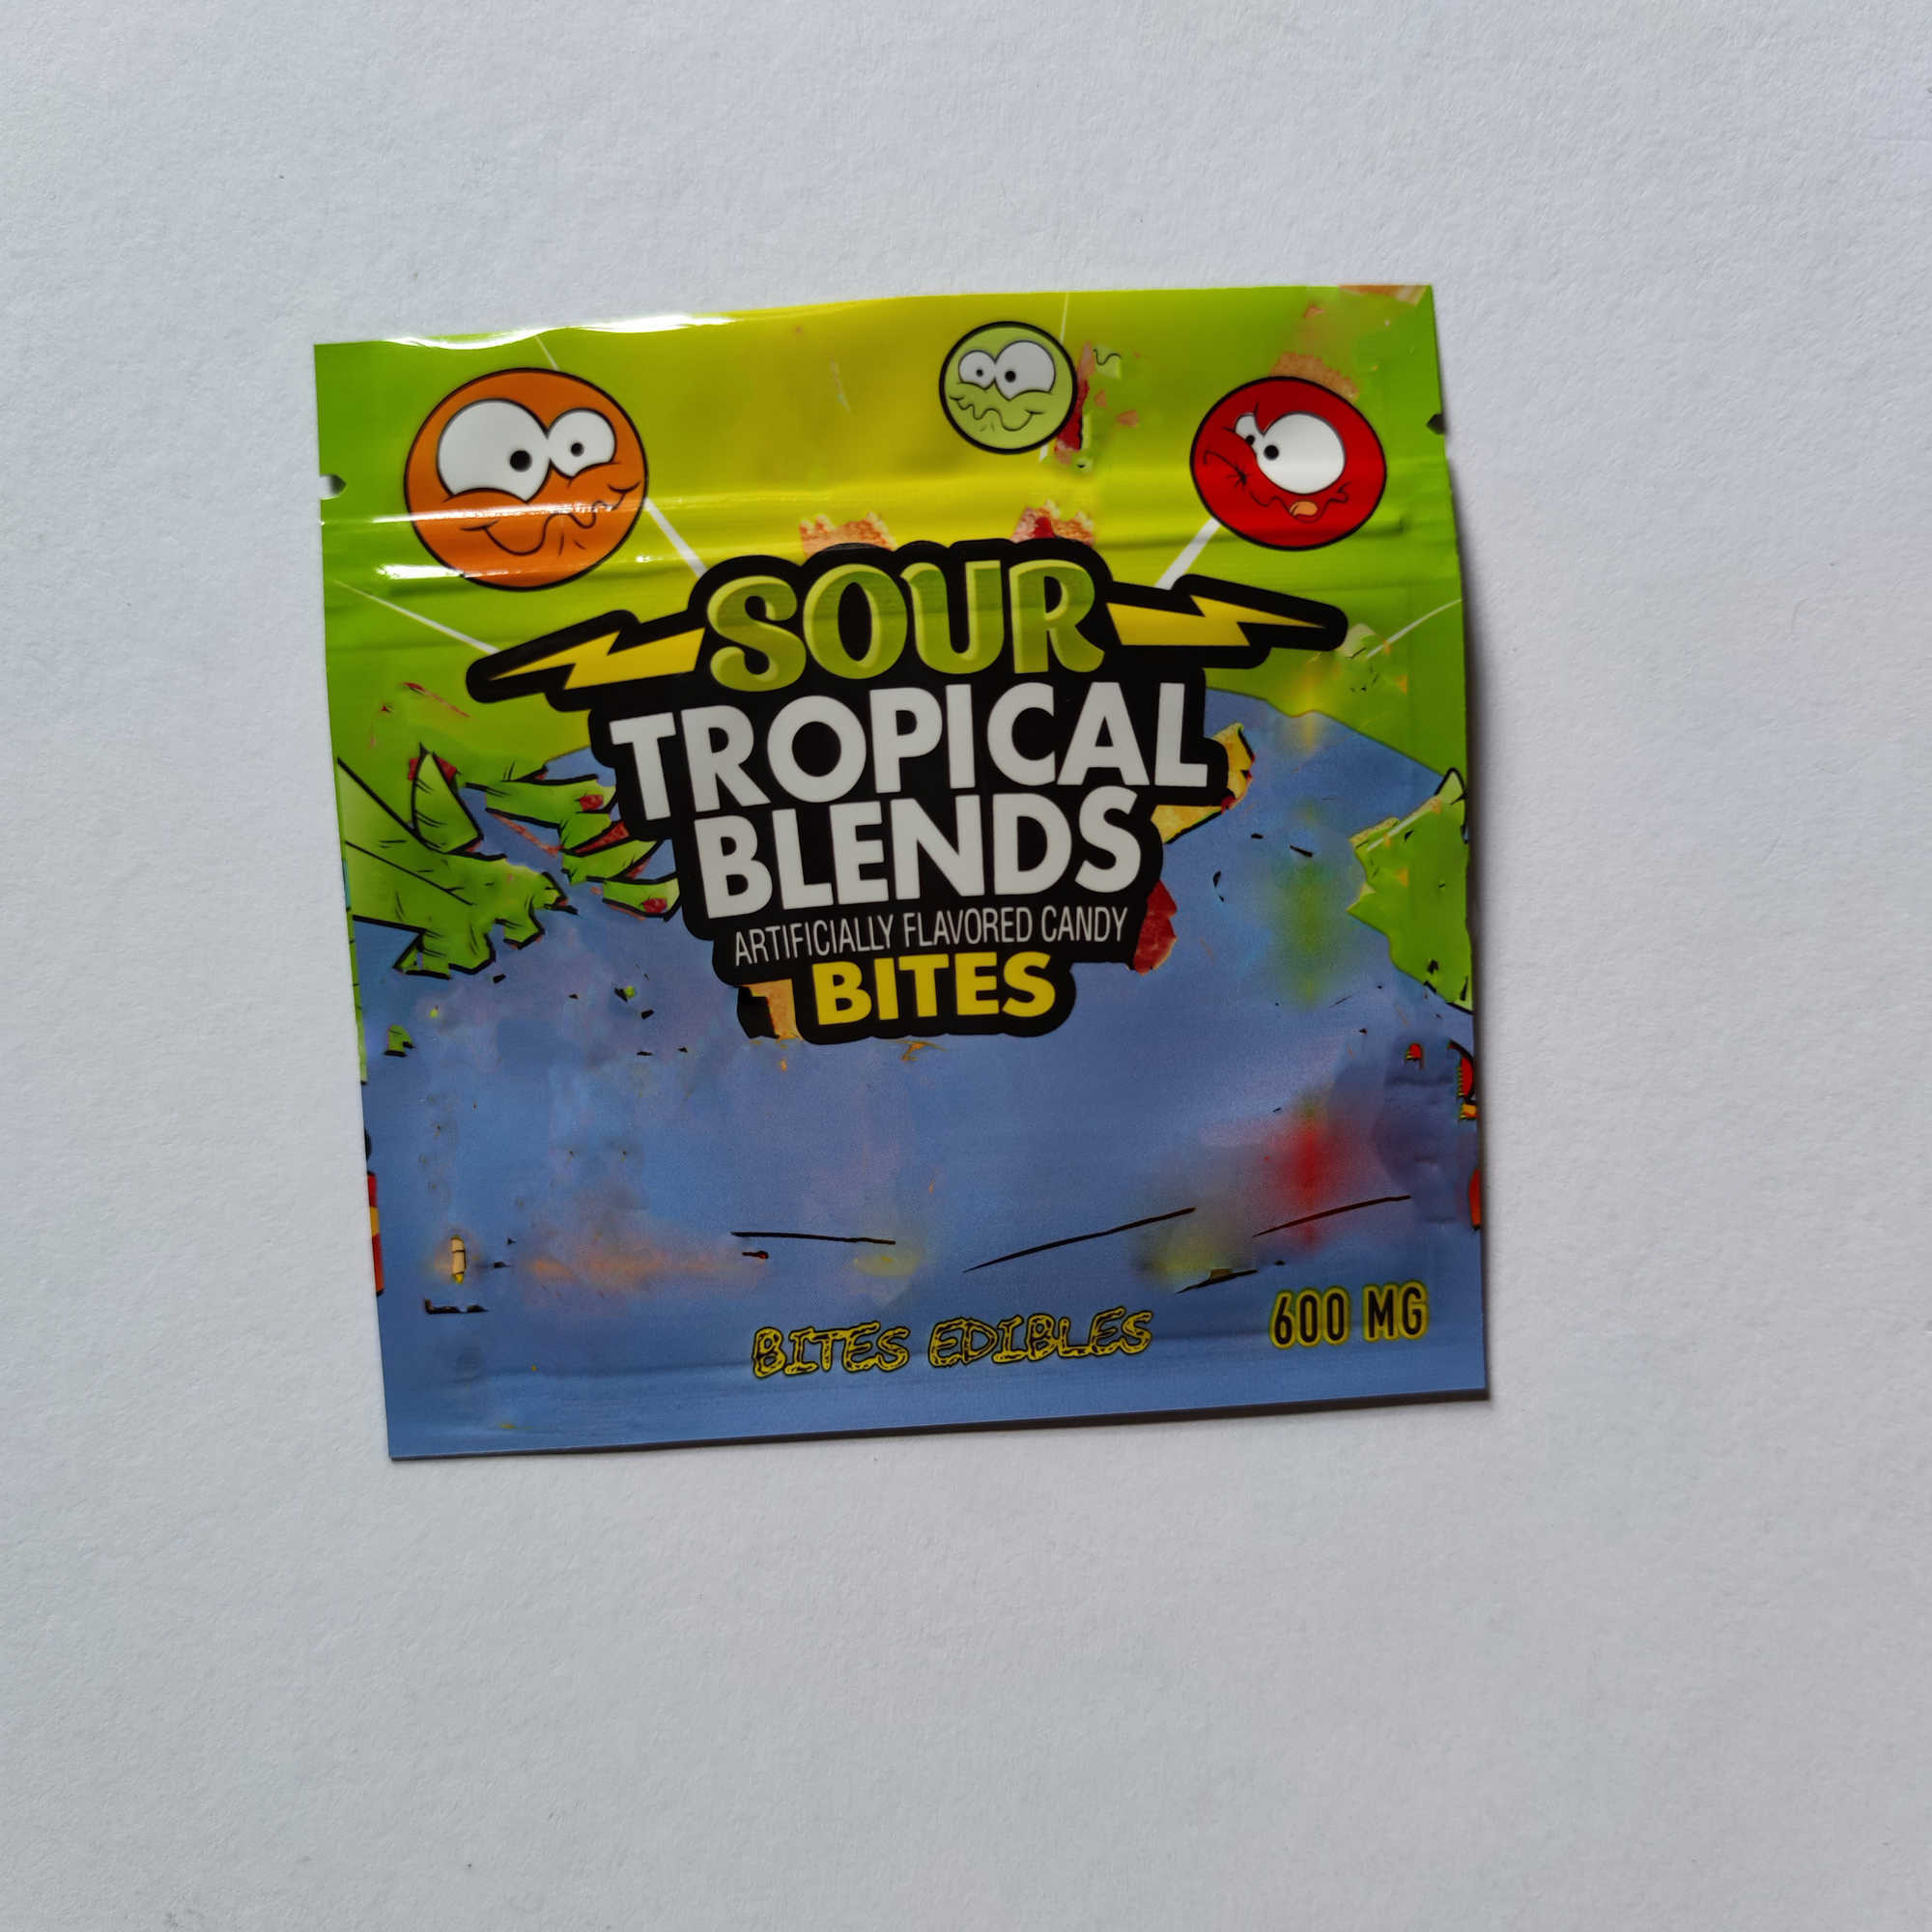 SOUR
TROPICAL
BLENDS
ARTIFICIALLY FLAVORED CANDY
BITES
BITES EDIBLES
600 MG